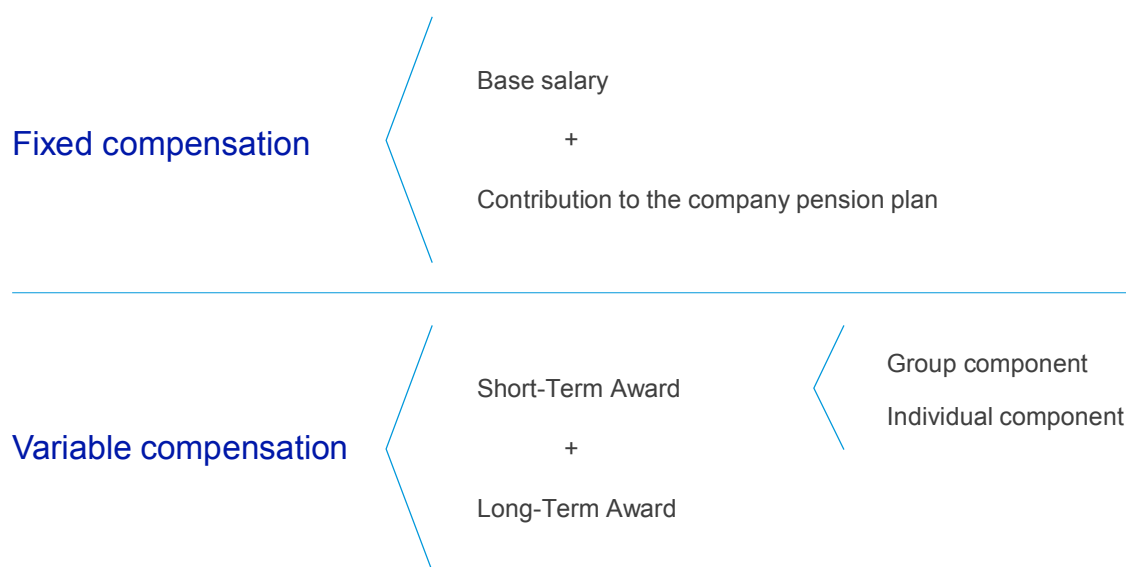 Fixed compensation
Base salary
+
Contribution to the company pension plan
Variable compensation
Short-Term Award
+
Long-Term Award
Group component
Individual component